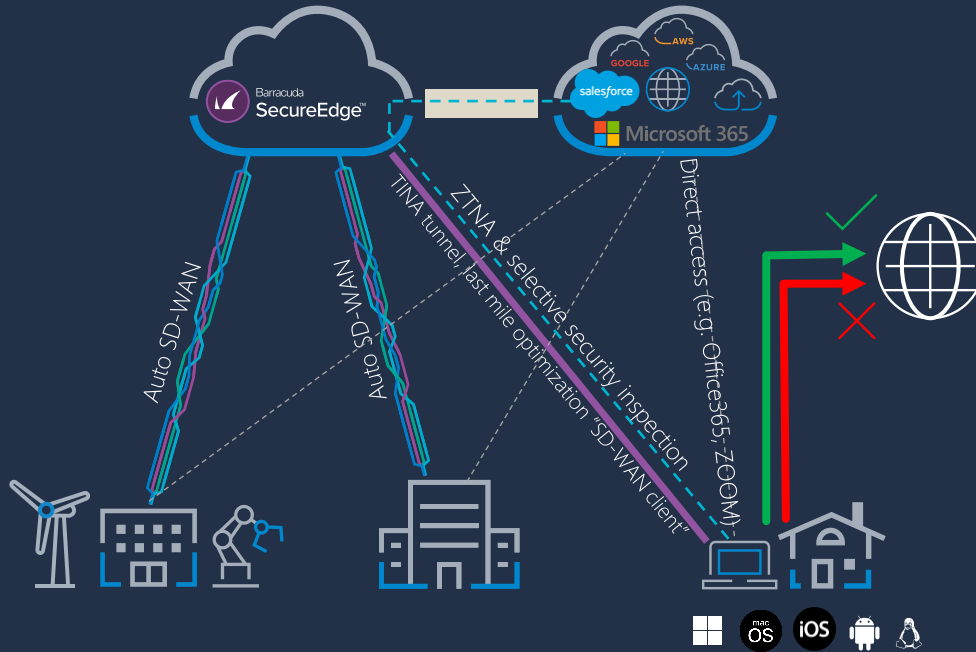 Barracuda
SecureEdge™
AWS
GOOGLE
AZURE
salesforce
Microsoft 365
Auto SD-WAN
Auto SD-WAN
ZTNA & selective security inspection
TINA tunnel, last mile optimization "SD-WAN client"
Direct access (e.g. Office365, ZOOM)
mac
OS
iOS